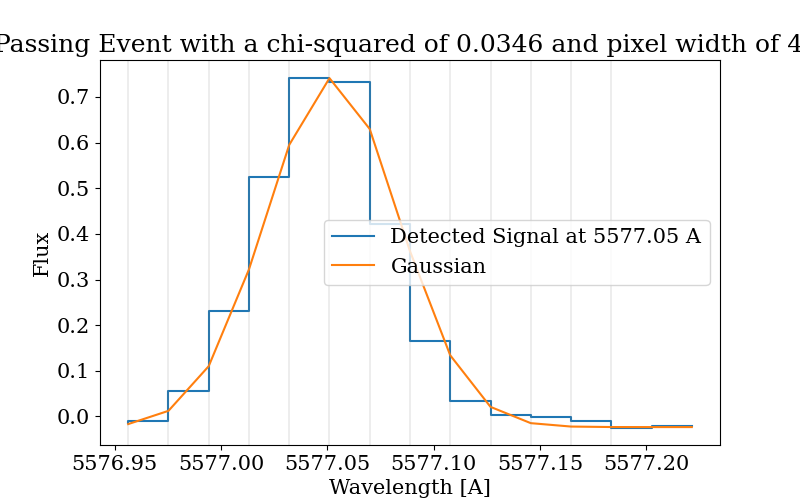 Passing Event with a chi-squared of 0.0346 and pixel width of 4
Flux
0.7
0.6
0.5
0.4
0.3
0.2
0.1
0.0
Detected Signal at 5577.05 A
Gaussian
5576.95 5577.00 5577.05 5577.10 5577.15 5577.20
Wavelength [A]